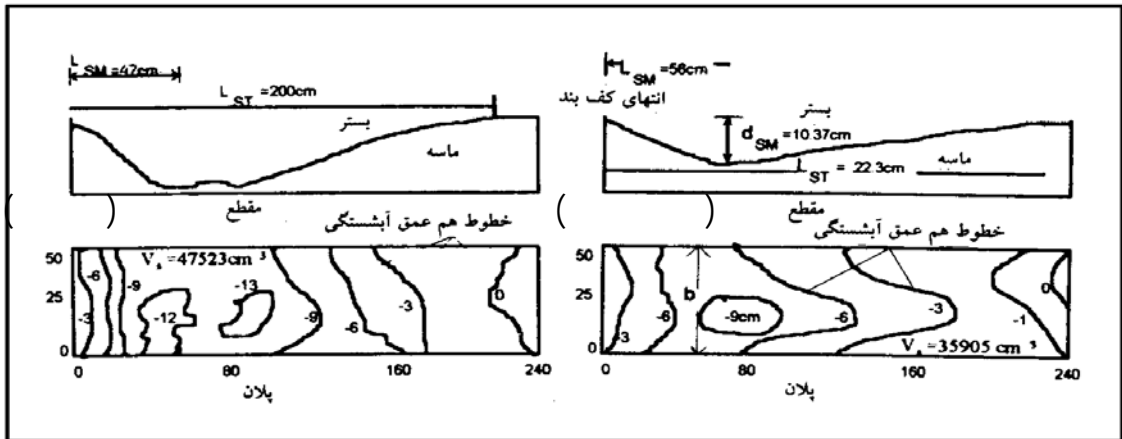 L SM =42cm
L ST =200cm
بستر
ماسه
مقطع
( )
خطوط هم عمق آبشستگی
50
25
0
V s =47523cm ³
-3
-6
-9
-12
-13
-9
-6
-3
0
0
80
160
240
پلان
L SM =56cm
انتهای کف بند
بستر
d SM =10.37cm
ماسه
L ST = 22.3cm
مقطع
( )
خطوط هم عمق آبشستگی
50
25
0
-3
-6
b
-9cm
-6
-3
-1
0
V s =35905 cm ³
0
80
160
240
پلان